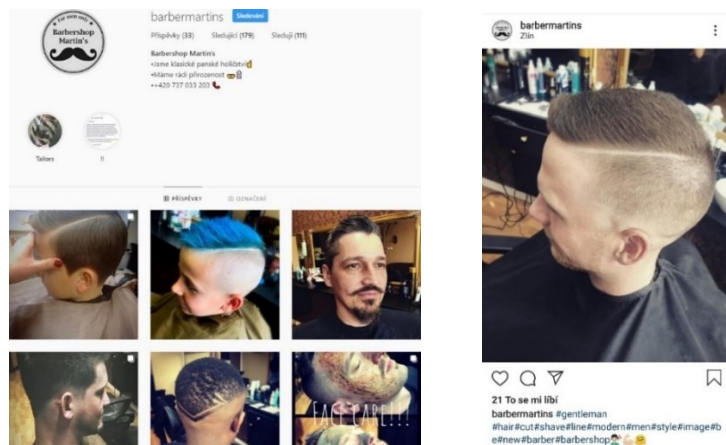 For men only
Barbershop
Martin's
barbermartins Sledování
Příspěvky (33) Sledující (179) Sleduji (111)
Barbershop Martin's
•Jsme klasické panské holičství💈
•Máme rádi přirozenost
•+420 737 033 203 📞
Tailors
!!
PŘÍSPĚVKY OZNAČENÍ
FACE CARE!!!
barbermartins
Zlín
21 To se mi líbí
barbermartins #gentleman
#hair#cut#shave#line#modern#men#style#image#b
e#new#barber#barbershop